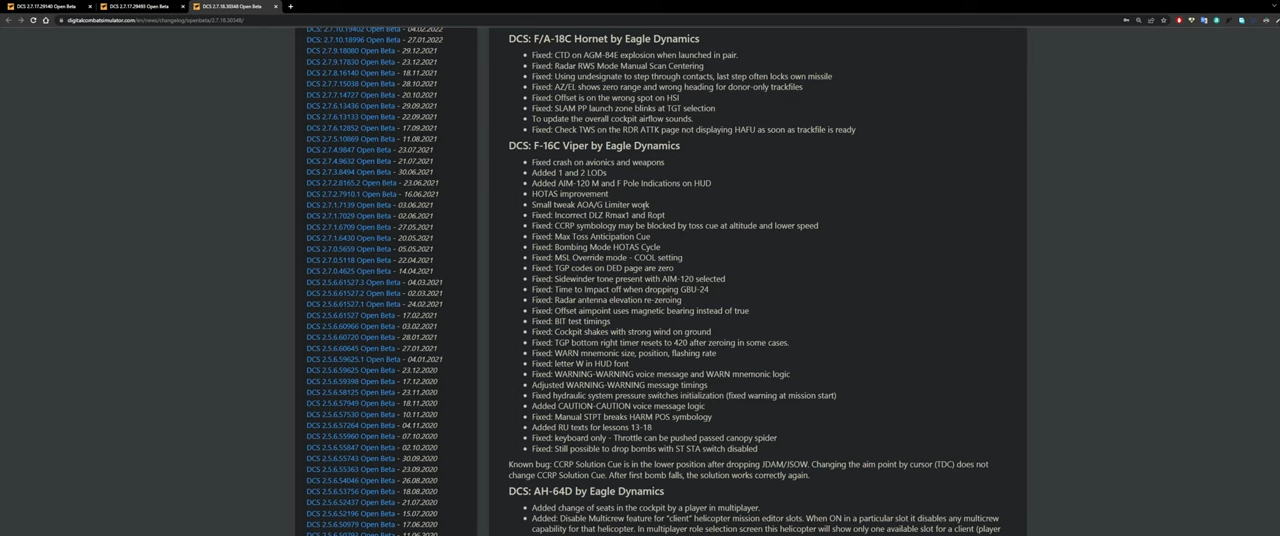 DCS 2.7.17.29140 Open Beta
DCS 2.7.17.29493 Open Beta
DCS 2.7.18.30348 Open Beta
digitalcombatsimulator.com/en/news/changelog/openbeta/2.7.18.30348/
DCS 2.7.10.19402 Open Beta - 04.02.2022
DCS 2.7.10.18996 Open Beta - 27.01.2022
DCS 2.7.9.18080 Open Beta - 29.12.2021
DCS 2.7.9.17830 Open Beta - 23.12.2021
DCS 2.7.8.16140 Open Beta - 18.11.2021
DCS 2.7.7.15038 Open Beta - 28.10.2021
DCS 2.7.7.14727 Open Beta - 20.10.2021
DCS 2.7.6.13436 Open Beta - 29.09.2021
DCS 2.7.6.13133 Open Beta - 22.09.2021
DCS 2.7.6.12852 Open Beta - 17.09.2021
DCS 2.7.5.10869 Open Beta - 11.08.2021
DCS 2.7.4.9847 Open Beta - 23.07.2021
DCS 2.7.4.9632 Open Beta - 21.07.2021
DCS 2.7.3.8494 Open Beta - 30.06.2021
DCS 2.7.2.8165.2 Open Beta - 23.06.2021
DCS 2.7.2.7910.1 Open Beta - 16.06.2021
DCS 2.7.1.7139 Open Beta - 03.06.2021
DCS 2.7.1.7029 Open Beta - 02.06.2021
DCS 2.7.1.6709 Open Beta - 27.05.2021
DCS 2.7.1.6430 Open Beta - 20.05.2021
DCS 2.7.0.5659 Open Beta - 05.05.2021
DCS 2.7.0.5118 Open Beta - 22.04.2021
DCS 2.7.0.4625 Open Beta - 14.04.2021
DCS 2.5.6.61527.3 Open Beta - 04.03.2021
DCS 2.5.6.61527.2 Open Beta - 02.03.2021
DCS 2.5.6.61527.1 Open Beta - 24.02.2021
DCS 2.5.6.61527 Open Beta - 17.02.2021
DCS 2.5.6.60966 Open Beta - 03.02.2021
DCS 2.5.6.60720 Open Beta - 28.01.2021
DCS 2.5.6.60645 Open Beta - 27.01.2021
DCS 2.5.6.59625.1 Open Beta - 04.01.2021
DCS 2.5.6.59625 Open Beta - 23.12.2020
DCS 2.5.6.59398 Open Beta - 17.12.2020
DCS 2.5.6.58125 Open Beta - 23.11.2020
DCS 2.5.6.57949 Open Beta - 18.11.2020
DCS 2.5.6.57530 Open Beta - 10.11.2020
DCS 2.5.6.57264 Open Beta - 04.11.2020
DCS 2.5.6.55960 Open Beta - 07.10.2020
DCS 2.5.6.55847 Open Beta - 02.10.2020
DCS 2.5.6.55743 Open Beta - 30.09.2020
DCS 2.5.6.55363 Open Beta - 23.09.2020
DCS 2.5.6.54046 Open Beta - 26.08.2020
DCS 2.5.6.53756 Open Beta - 18.08.2020
DCS 2.5.6.52437 Open Beta - 21.07.2020
DCS 2.5.6.52196 Open Beta - 15.07.2020
DCS 2.5.6.50979 Open Beta - 17.06.2020
DCS: F/A-18C Hornet by Eagle Dynamics
Fixed: CTD on AGM-84E explosion when launched in pair.
Fixed: Radar RWS Mode Manual Scan Centering
Fixed: Using undesignate to step through contacts, last step often locks own missile
Fixed: AZ/EL shows zero range and wrong heading for donor-only trackfiles
Fixed: Offset is on the wrong spot on HSI
Fixed: SLAM PP launch zone blinks at TGT selection
To update the overall cockpit airflow sounds.
Fixed: Check TWS on the RDR ATTK page not displaying HAFU as soon as trackfile is ready
DCS: F-16C Viper by Eagle Dynamics
Fixed crash on avionics and weapons
Added 1 and 2 LODs
Added AIM-120 M and F Pole Indications on HUD
HOTAS improvement
Small tweak AOA/G Limiter work
Fixed: Incorrect DLZ Rmax1 and Ropt
Fixed: CCRP symbology may be blocked by toss cue at altitude and lower speed
Fixed: Max Toss Anticipation Cue
Fixed: Bombing Mode HOTAS Cycle
Fixed: MSL Override mode - COOL setting
Fixed: TGP codes on DED page are zero
Fixed: Sidewinder tone present with AIM-120 selected
Fixed: Time to Impact off when dropping GBU-24
Fixed: Radar antenna elevation re-zeroing
Fixed: Offset aimpoint uses magnetic bearing instead of true
Fixed: BIT test timings
Fixed: Cockpit shakes with strong wind on ground
Fixed: TGP bottom right timer resets to 420 after zeroing in some cases.
Fixed: WARN mnemonic size, position, flashing rate
Fixed: letter W in HUD font
Fixed: WARNING-WARNING voice message and WARN mnemonic logic
Adjusted WARNING-WARNING message timings
Fixed hydraulic system pressure switches initialization (fixed warning at mission start)
Added CAUTION-CAUTION voice message logic
Fixed: Manual STPT breaks HARM POS symbology
Added RU texts for lessons 13-18
Fixed: keyboard only - Throttle can be pushed passed canopy spider
Fixed: Still possible to drop bombs with ST STA switch disabled
Known bug: CCRP Solution Cue is in the lower position after dropping JDAM/JSOW. Changing the aim point by cursor (TDC) does not
change CCRP Solution Cue. After first bomb falls, the solution works correctly again.
DCS: AH-64D by Eagle Dynamics
Added change of seats in the cockpit by a player in multiplayer.
Added: Disable Multicrew feature for "client" helicopter mission editor slots. When ON in a particular slot it disables any multicrew
capability for that helicopter. In multiplayer role selection screen this helicopter will show only one available slot for a client (player